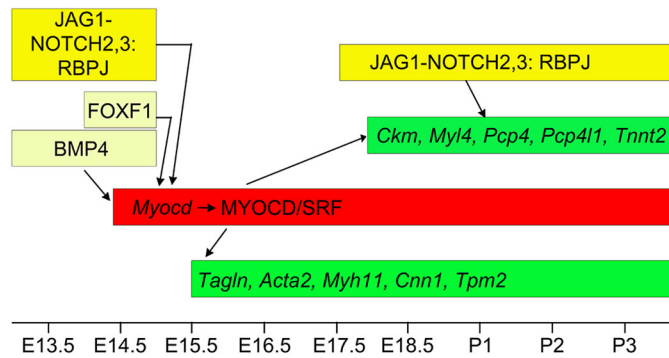 JAG1-
NOTCH2,3:
RBPJ
JAG1-NOTCH2,3: RBPJ
FOXF1
Ckm, Myl4, Pcp4, Pcp4l1, Tnnt2
BMP4
Myocd → MYOCD/SRF
Tagln, Acta2, Myh11, Cnn1, Tpm2
E13.5 E14.5 E15.5 E16.5 E17.5 E18.5 P1 P2 P3